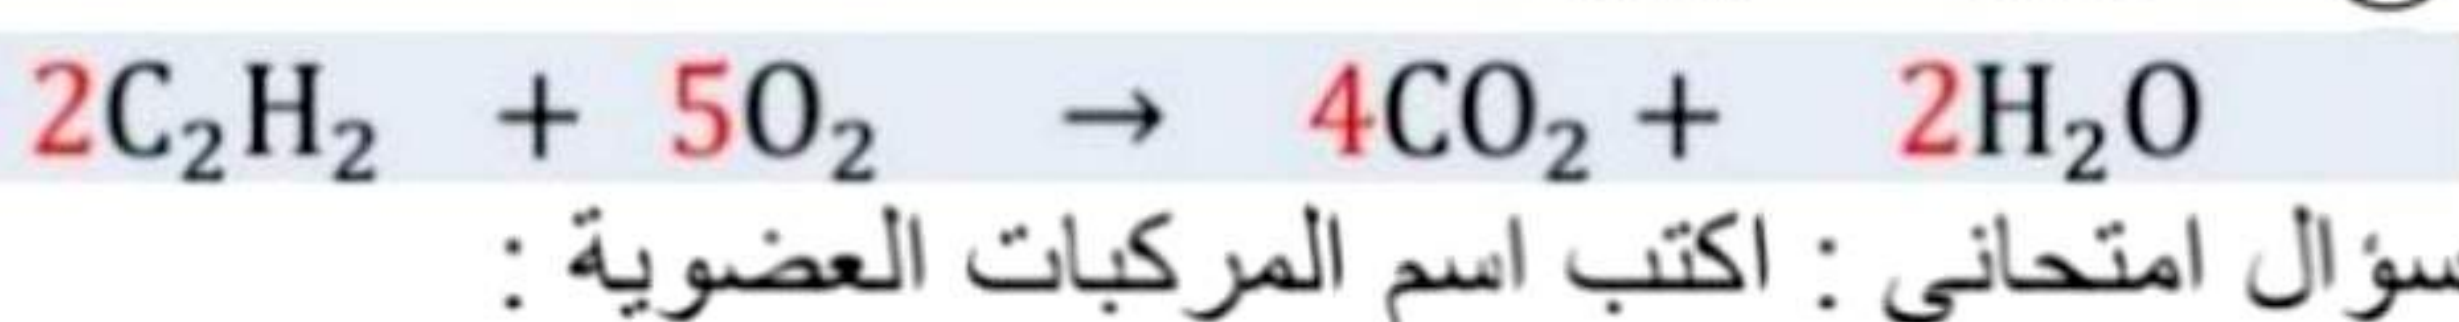 2C₂H₂ + 5O₂ → 4CO₂ + 2H₂O
سؤال امتحاني : اكتب اسم المركبات العضوية :